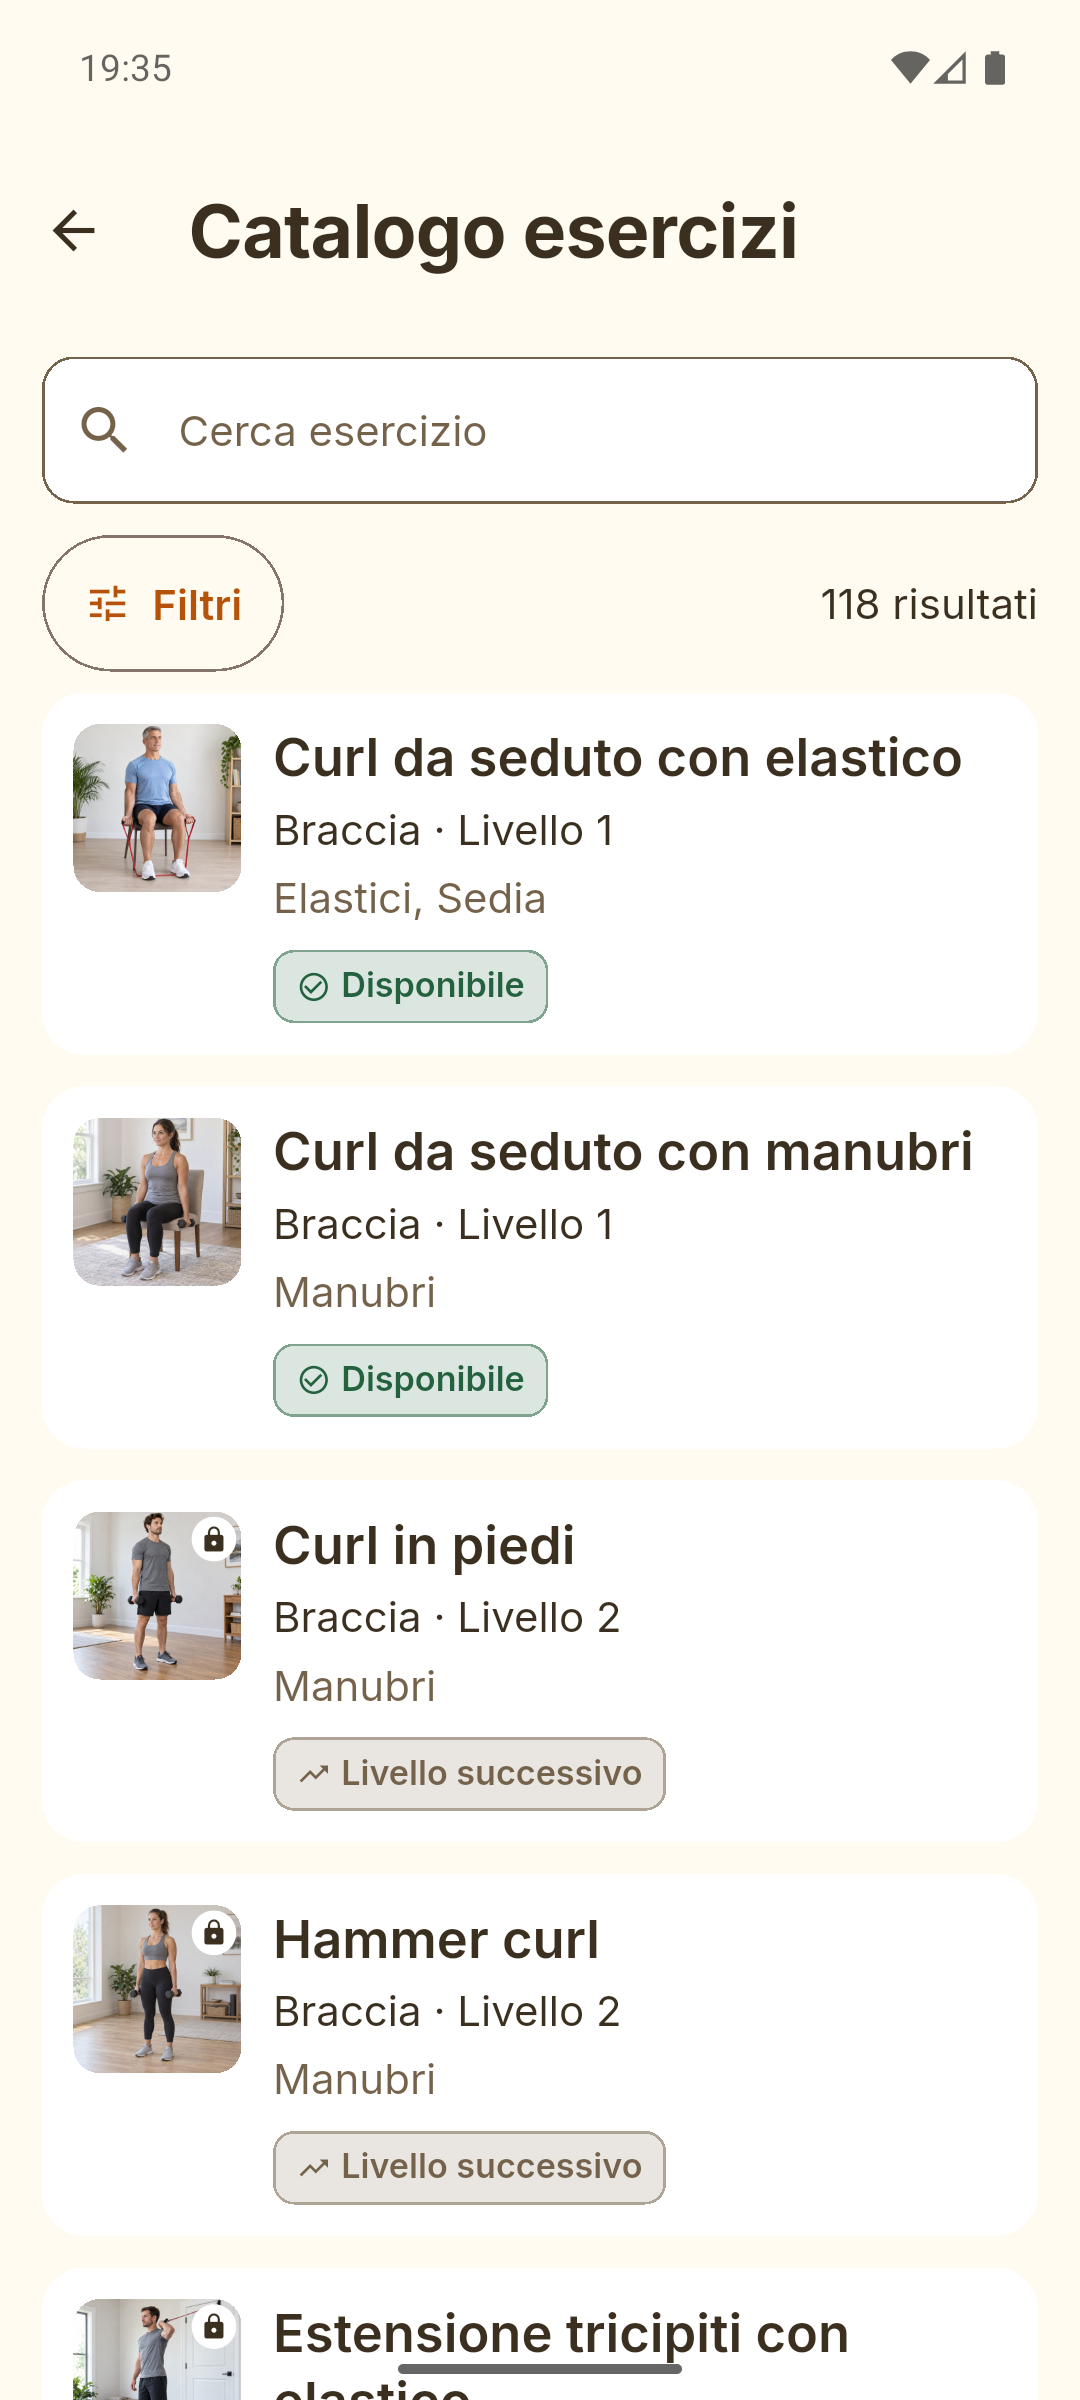 19:35
Catalogo esercizi
Cerca esercizio
Filtri
118 risultati
Curl da seduto con elastico
Braccia · Livello 1
Elastici, Sedia
Disponibile
Curl da seduto con manubri
Braccia · Livello 1
Manubri
Disponibile
Curl in piedi
Braccia · Livello 2
Manubri
Livello successivo
Hammer curl
Braccia · Livello 2
Manubri
Livello successivo
Estensione tricipiti con
elastico